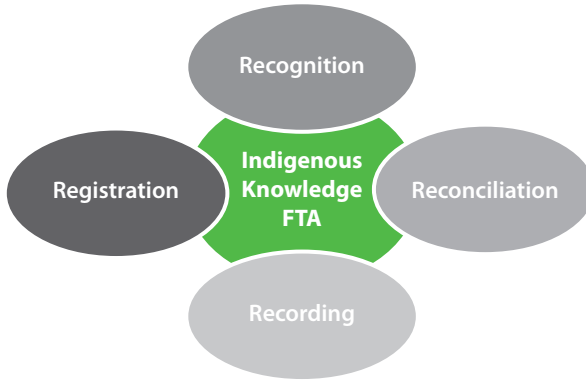 Recognition
Registration
Indigenous
Knowledge
FTA
Reconciliation
Recording